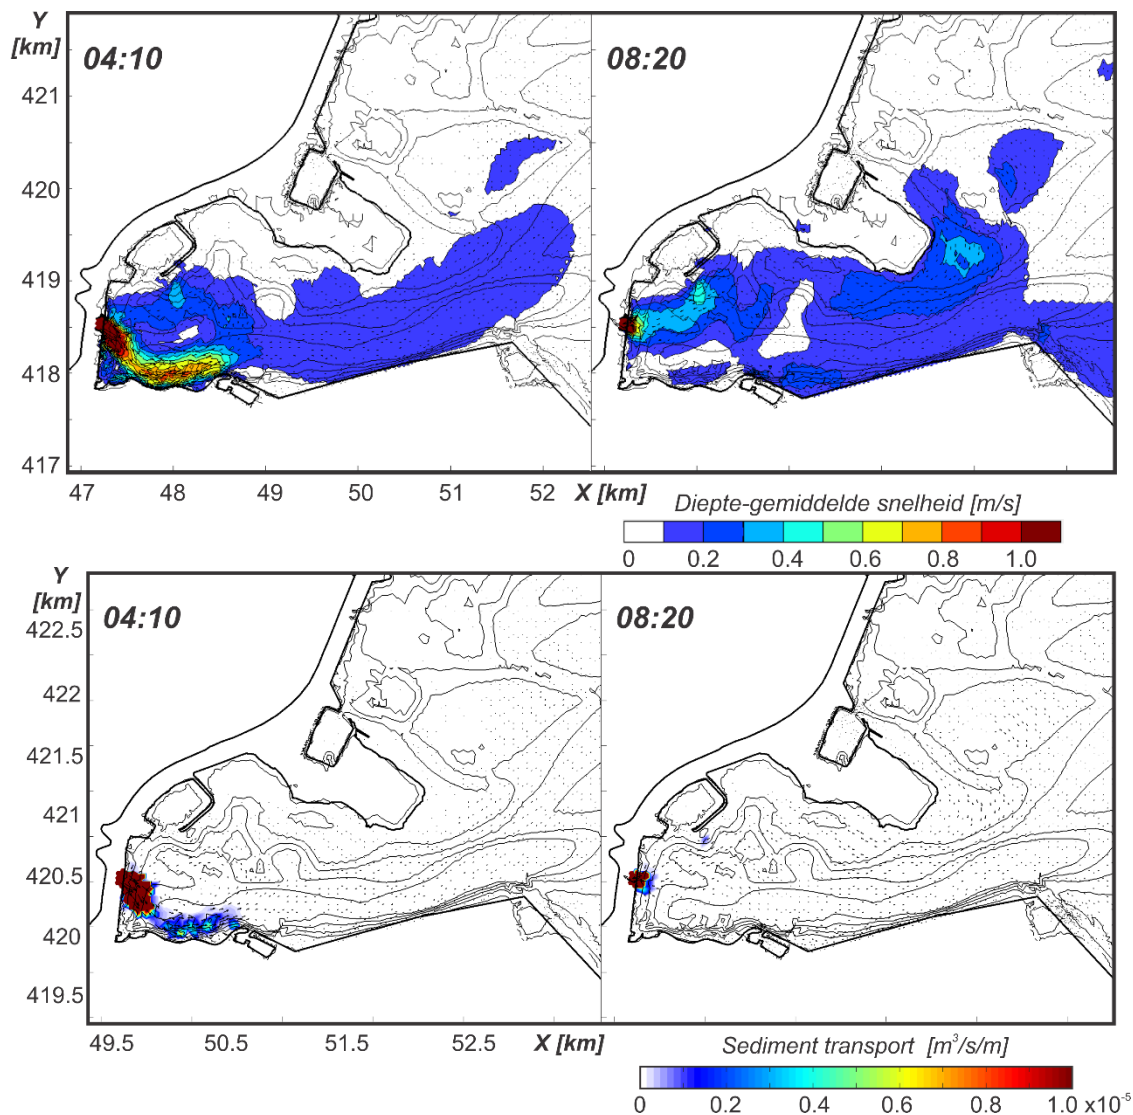 Y
[km]
04:10
08:20
421
420
419
418
417
47 48 49 50 51 52 X [km]
Diepte-gemiddelde snelheid [m/s]
0 0.2 0.4 0.6 0.8 1.0
Y
[km]
04:10
08:20
422.5
422
421.5
421
420.5
420
419.5
49.5 50.5 51.5 52.5 X [km]
Sediment transport [m³/s/m]
0 0.2 0.4 0.6 0.8 1.0 x10⁻⁵